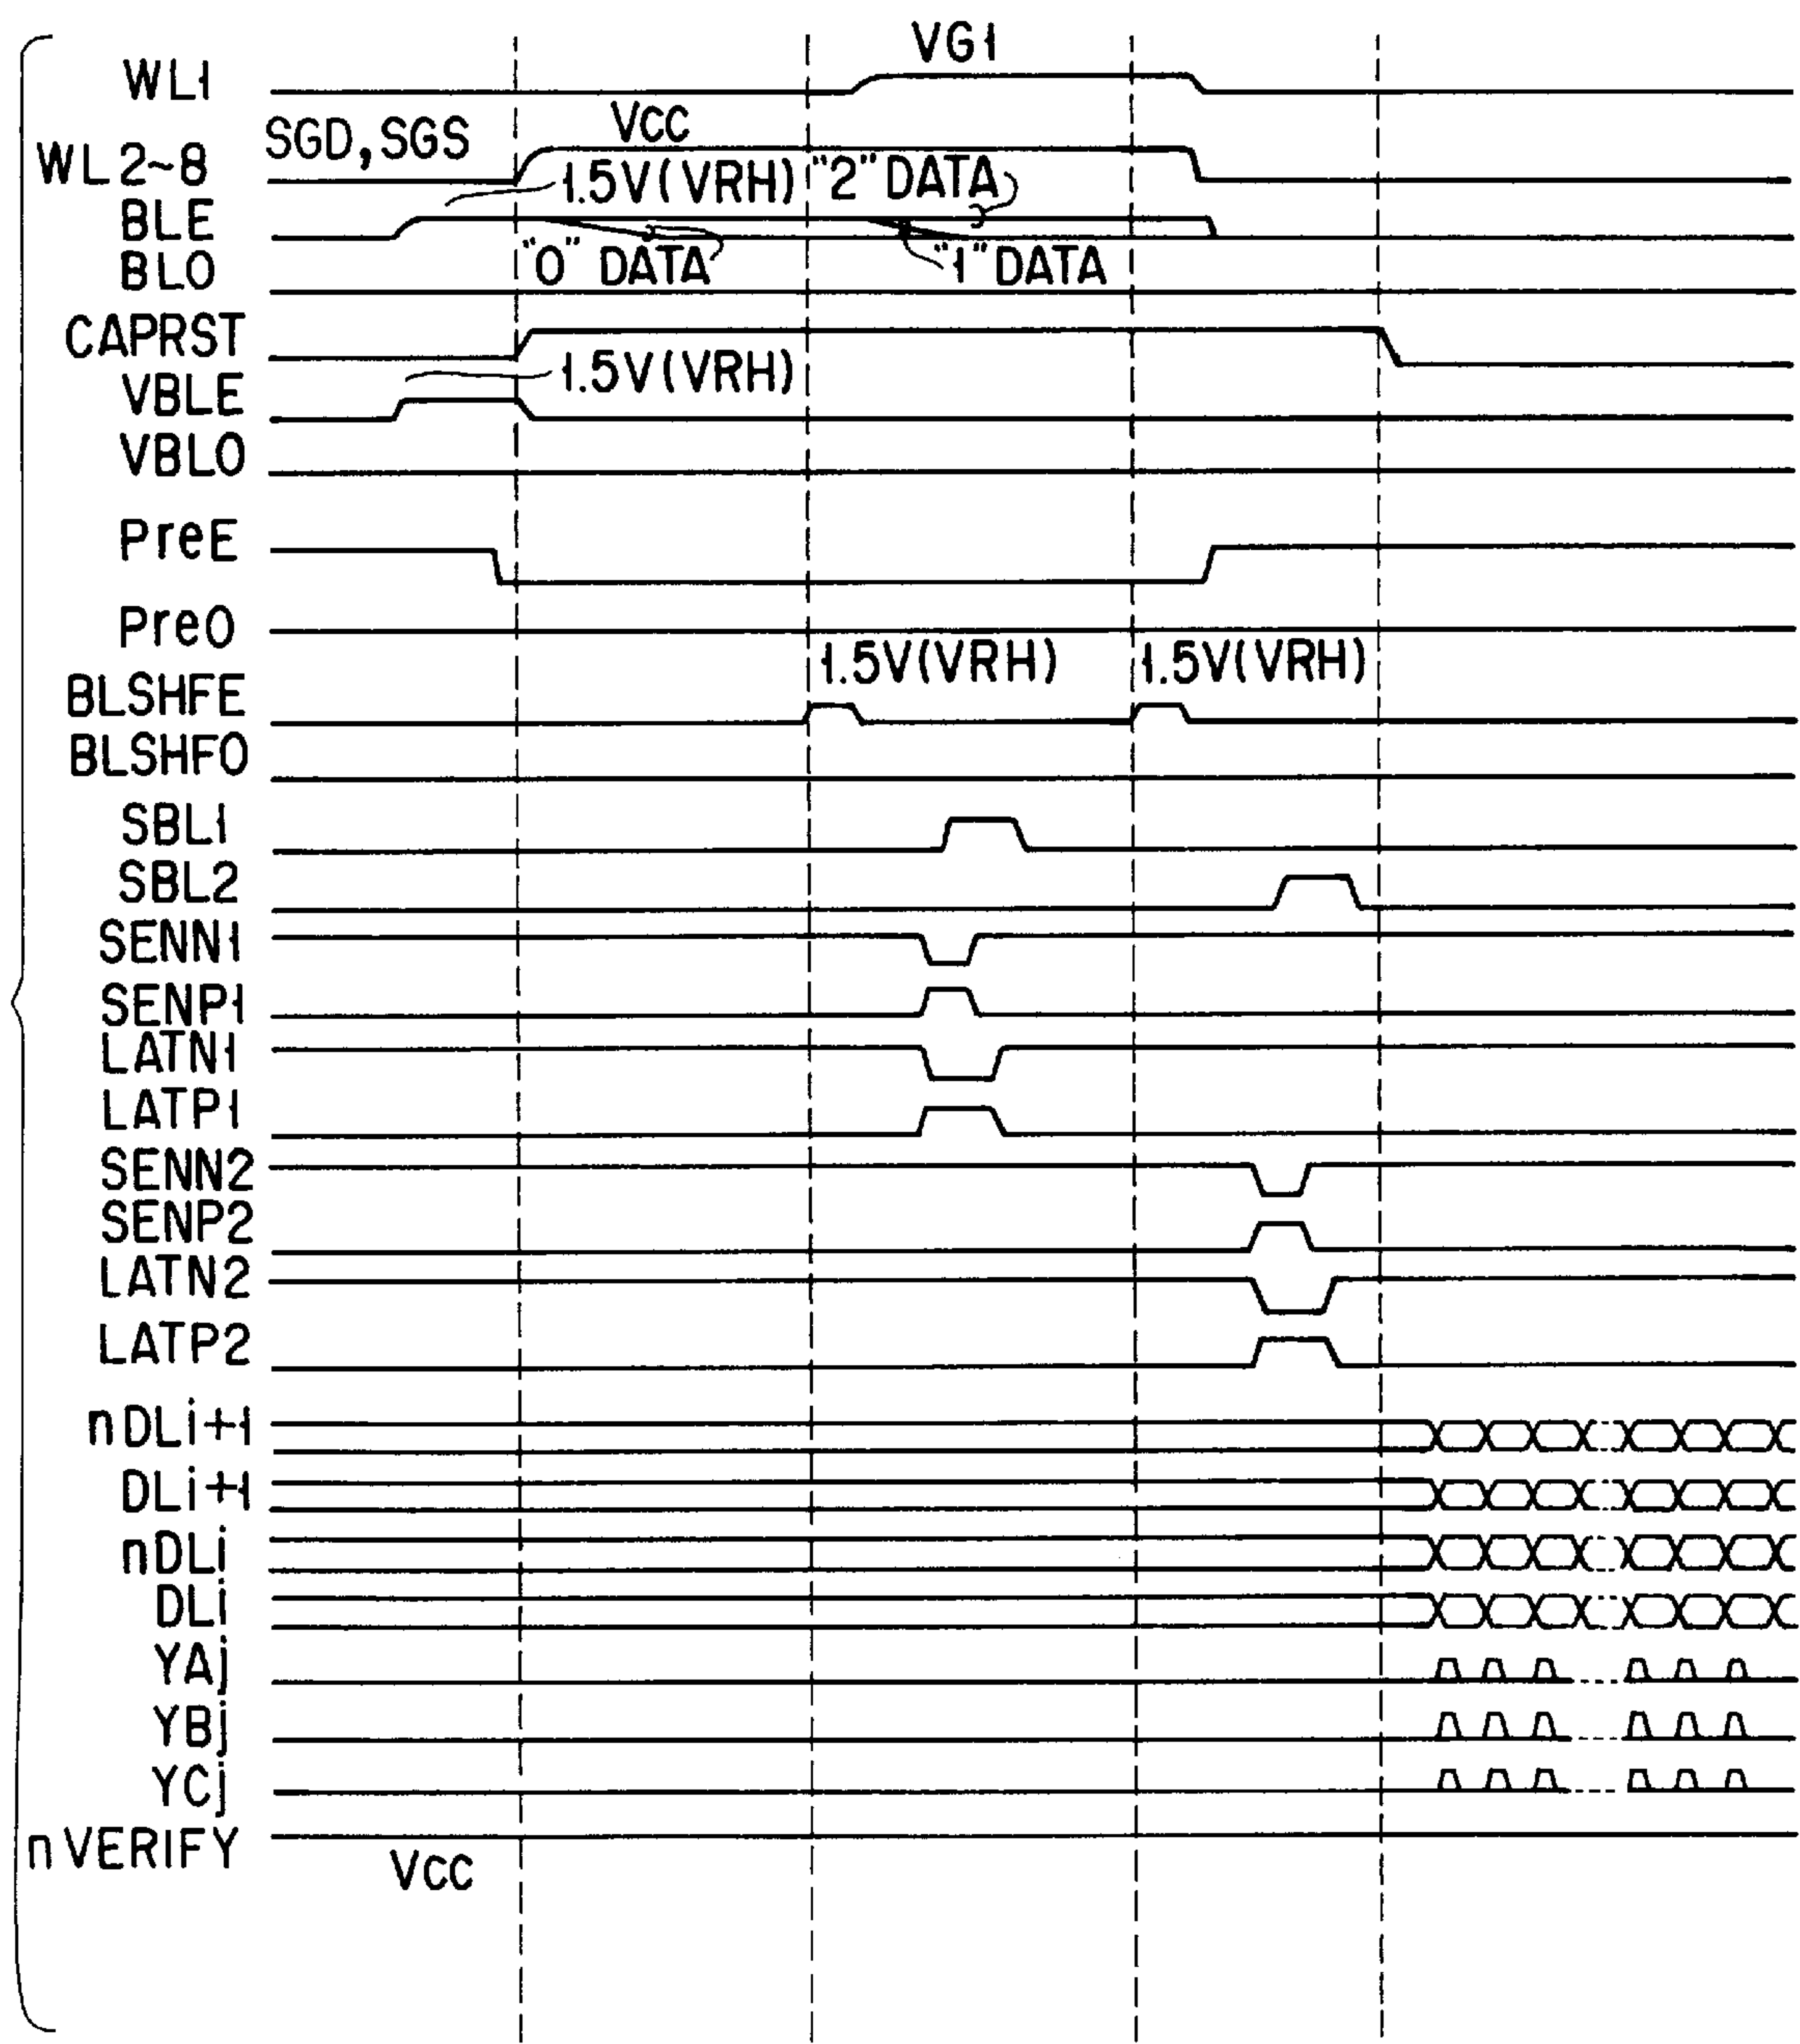 VG1
WL1
SGD,SGS Vcc
WL2~8
1.5V(VRH) "2" DATA
BLE
"0" DATA "1" DATA
BLO
CAPRST
1.5V(VRH)
VBLE
VBLO
PreE
PreO
1.5V(VRH) 1.5V(VRH)
BLSHFE
BLSHFO
SBL1
SBL2
SENN1
SENP1
LATN1
LATP1
SENN2
SENP2
LATN2
LATP2
nDLi+1
DLi+1
nDLi
DLi
YAj
YBj
YCj
nVERIFY
Vcc